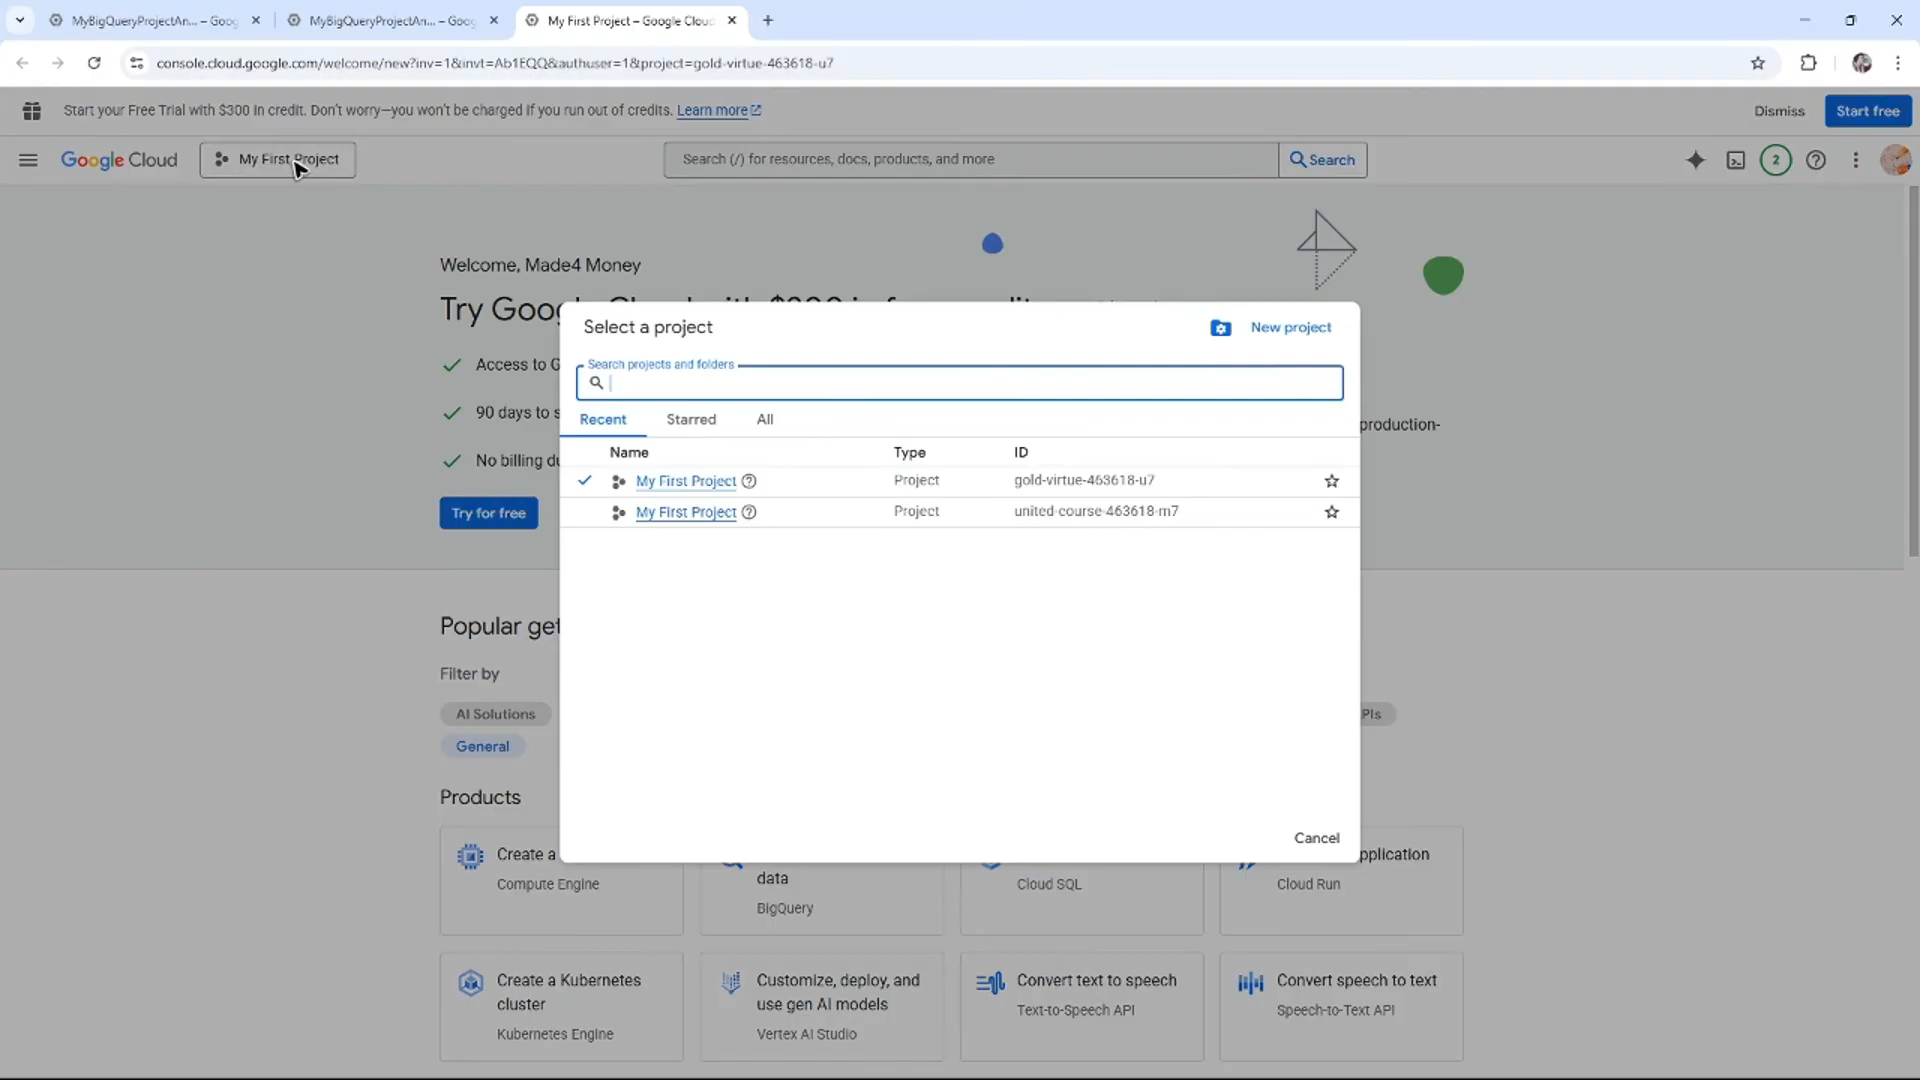 MyBigQueryProjectAn... – Goog
MyBigQueryProjectAn... – Goog
My First Project – Google Cloud
console.cloud.google.com/welcome/new?inv=1&invt=Ab1EQQ&authuser=1&project=gold-virtue-463618-u7
Start your Free Trial with $300 in credit. Don't worry—you won't be charged if you run out of credits. Learn more
Dismiss
Start free
Google Cloud
My First Project
Search (/) for resources, docs, products, and more
Search
2
Welcome, Made4 Money
Try Goog
Access to G
90 days to s
No billing du
production-
Try for free
Select a project
New project
Search projects and folders
Recent Starred All
Name Type ID
My First Project Project gold-virtue-463618-u7
My First Project Project united-course-463618-m7
Cancel
Popular get
Filter by
AI Solutions
PIs
General
Products
Create a
Compute Engine
data
BigQuery
Cloud SQL
pplication
Cloud Run
Create a Kubernetes
cluster
Kubernetes Engine
Customize, deploy, and
use gen AI models
Vertex AI Studio
Convert text to speech
Text-to-Speech API
Convert speech to text
Speech-to-Text API